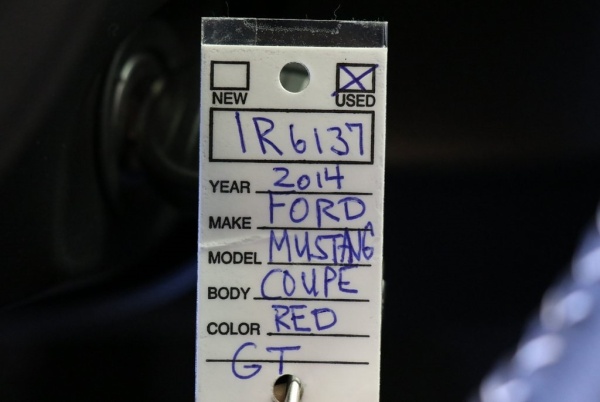 NEW USED
1R6137
YEAR 2014
MAKE FORD
MODEL MUSTANG
BODY COUPE
COLOR RED
GT